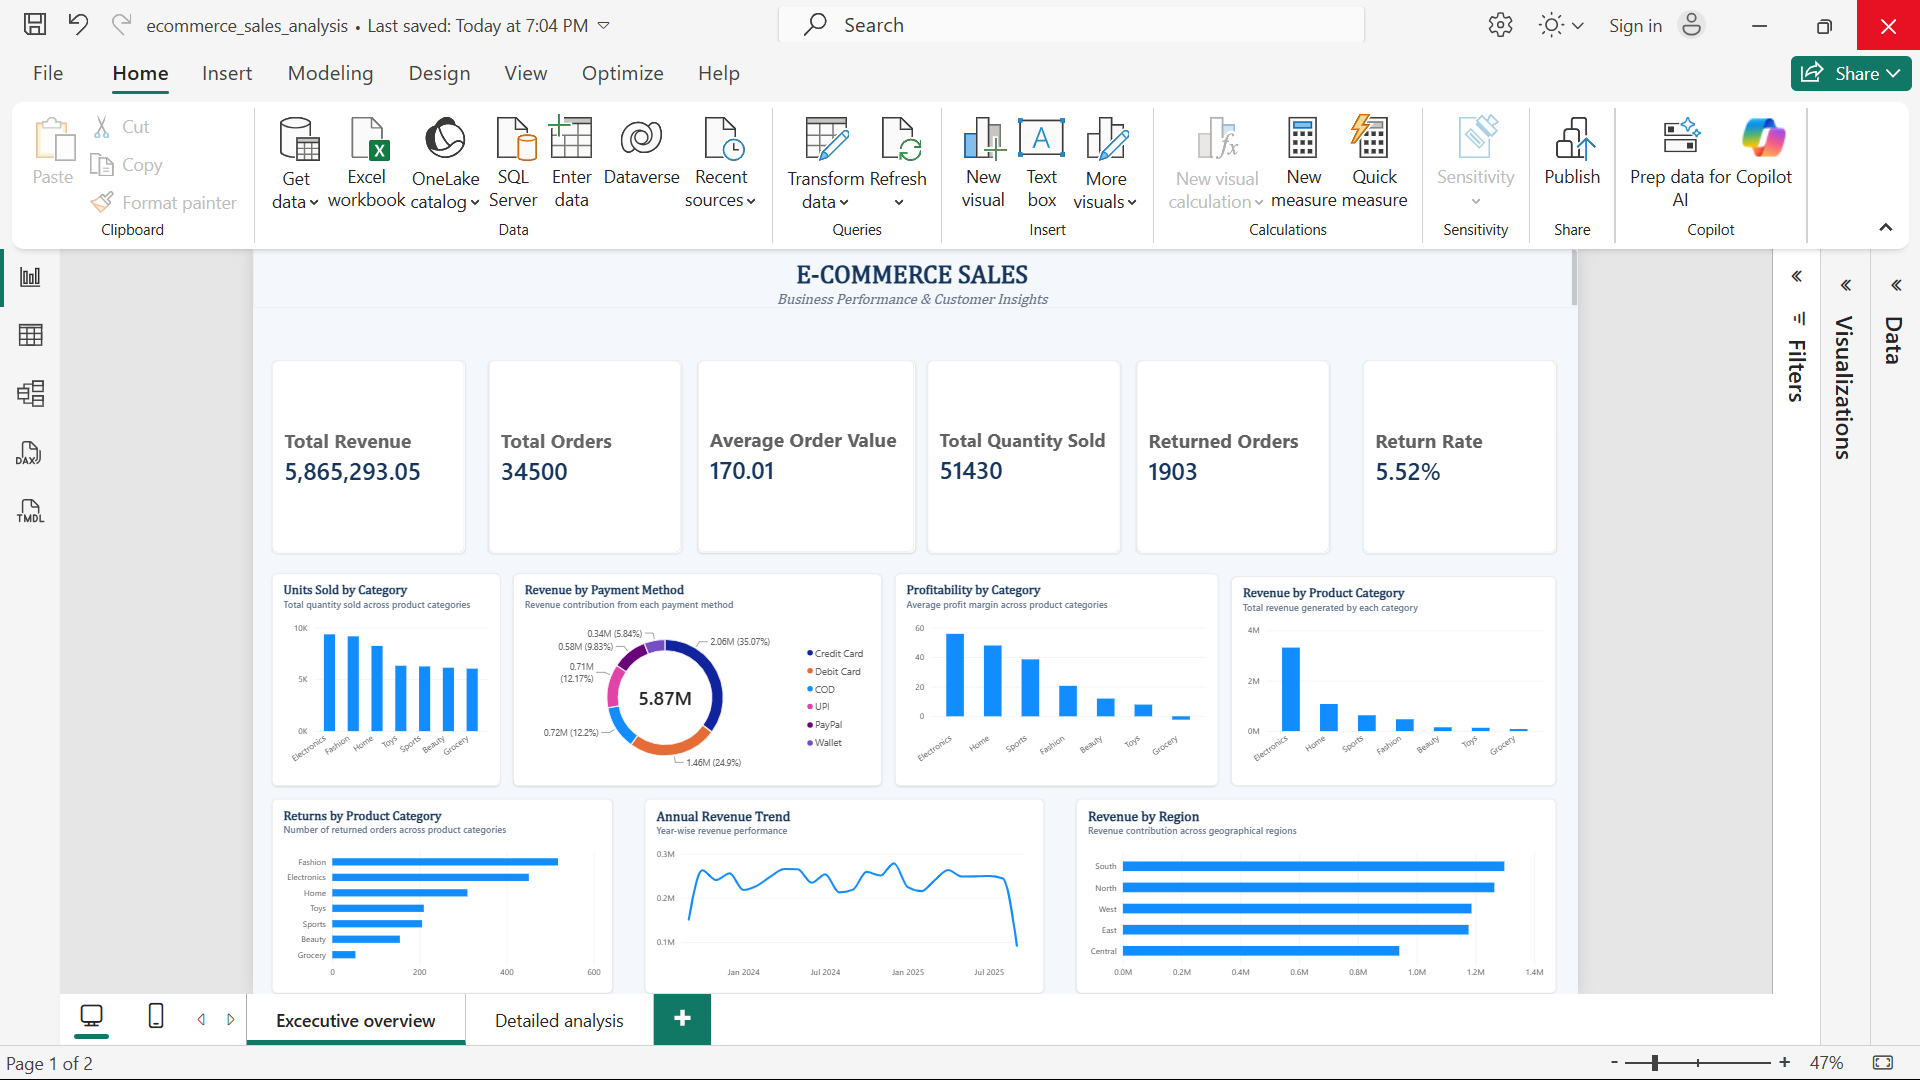 ecommerce_sales_analysis • Last saved: Today at 7:04 PM
Search
Sign in
File
Home
Insert
Modeling
Design
View
Optimize
Help
Share
Paste
Cut
Copy
Format painter
Clipboard
Get data
Excel workbook
OneLake catalog
SQL Server
Enter data
Dataverse
Recent sources
Data
Transform data
Refresh
Queries
New visual
Text box
More visuals
Insert
New visual calculation
New measure
Quick measure
Calculations
Sensitivity
Sensitivity
Publish
Share
Prep data for AI
Copilot
Copilot
DAX
TMDL
E-COMMERCE SALES
Business Performance & Customer Insights
Total Revenue
5,865,293.05
Total Orders
34500
Average Order Value
170.01
Total Quantity Sold
51430
Returned Orders
1903
Return Rate
5.52%
Units Sold by Category
Total quantity sold across product categories
10K
5K
0K
Electronics
Fashion
Home
Toys
Sports
Beauty
Grocery
Revenue by Payment Method
Revenue contribution from each payment method
0.34M (5.84%)
0.58M (9.83%)
0.71M
(12.17%)
0.72M (12.2%)
2.06M (35.07%)
1.46M (24.9%)
5.87M
Credit Card
Debit Card
COD
UPI
PayPal
Wallet
Profitability by Category
Average profit margin across product categories
60
40
20
0
Electronics
Home
Sports
Fashion
Beauty
Toys
Grocery
Revenue by Product Category
Total revenue generated by each category
4M
2M
0M
Electronics
Home
Sports
Fashion
Beauty
Toys
Grocery
Returns by Product Category
Number of returned orders across product categories
Fashion
Electronics
Home
Toys
Sports
Beauty
Grocery
0
200
400
600
Annual Revenue Trend
Year-wise revenue performance
0.3M
0.2M
0.1M
Jan 2024
Jul 2024
Jan 2025
Jul 2025
Revenue by Region
Revenue contribution across geographical regions
South
North
West
East
Central
0.0M
0.2M
0.4M
0.6M
0.8M
1.0M
1.2M
1.4M
Filters
Visualizations
Data
Excecutive overview
Detailed analysis
Page 1 of 2
47%